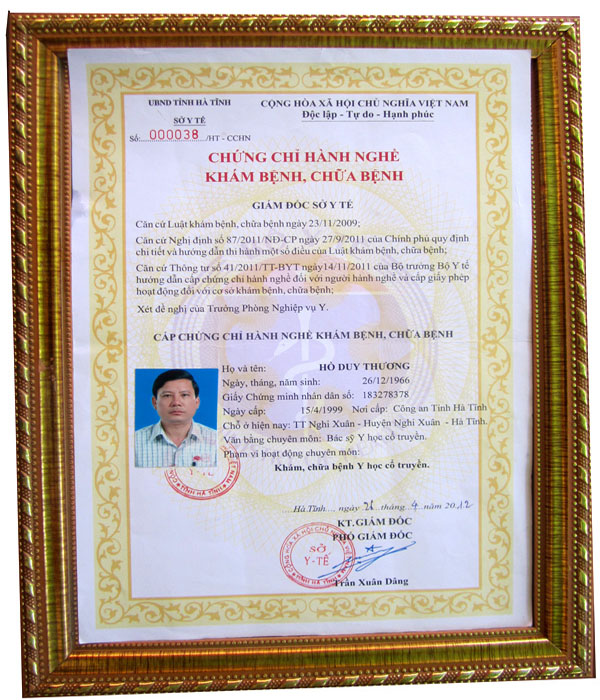 UBND TỈNH HÀ TĨNH
SỞ Y TẾ
Số: 000038 /HT - CCHN
CỘNG HÒA XÃ HỘI CHỦ NGHĨA VIỆT NAM
Độc lập - Tự do - Hạnh phúc
CHỨNG CHỈ HÀNH NGHỀ
KHÁM BỆNH, CHỮA BỆNH
GIÁM ĐỐC SỞ Y TẾ
Căn cứ Luật khám bệnh, chữa bệnh ngày 23/11/2009;
Căn cứ Nghị định số 87/2011/NĐ-CP ngày 27/9/2011 của Chính phủ quy định
chi tiết và hướng dẫn thi hành một số điều của Luật khám bệnh, chữa bệnh;
Căn cứ Thông tư số 41/2011/TT-BYT ngày14/11/2011 của Bộ trưởng Bộ Y tế
hướng dẫn cấp chứng chỉ hành nghề đối với người hành nghề và cấp giấy phép
hoạt động đối với cơ sở khám bệnh, chữa bệnh;
Xét đề nghị của Trưởng Phòng Nghiệp vụ Y.
CẤP CHỨNG CHỈ HÀNH NGHỀ KHÁM BỆNH, CHỮA BỆNH
Họ và tên: HỒ DUY THƯƠNG
Ngày, tháng, năm sinh: 26/12/1966
Giấy Chứng minh nhân dân số: 183278378
Ngày cấp: 15/4/1999 Nơi cấp: Công an Tỉnh Hà Tĩnh
Chỗ ở hiện nay: TT Nghi Xuân - Huyện Nghi Xuân - Hà Tĩnh.
Văn bằng chuyên môn: Bác sỹ Y học cổ truyền.
Phạm vi hoạt động chuyên môn:
Khám, chữa bệnh Y học cổ truyền.
Y-TẾ
TỈNH HÀ TĨNH
Hà Tĩnh, ngày 26 tháng 4 năm 2012
KT.GIÁM ĐỐC
PHÓ GIÁM ĐỐC
SỞ
Y-TẾ
TỈNH HÀ TĨNH
Trần Xuân Dâng